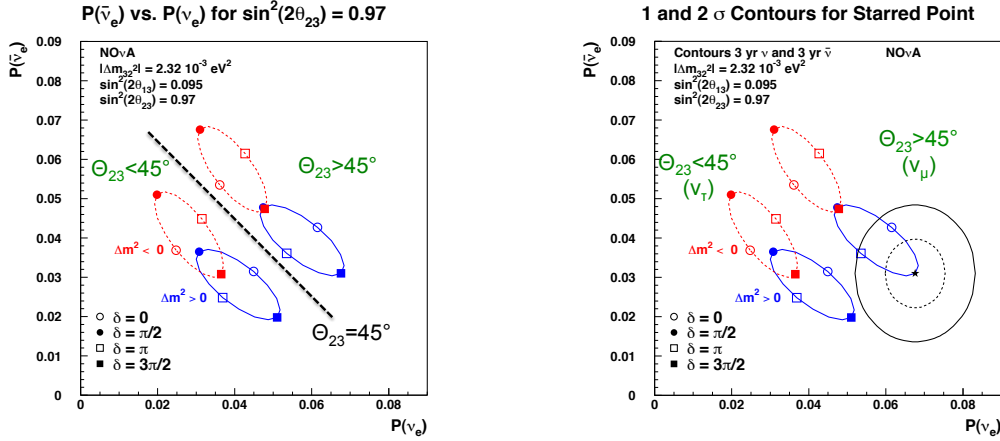 P(ν̄ₑ) vs. P(νₑ) for sin²(2θ₂₃) = 0.97
P(ν̄ₑ)
0.09
0.08
0.07
0.06
0.05
0.04
0.03
0.02
0.01
0
NOνA
|Δm₃₂²| = 2.32 10⁻³ eV²
sin²(2θ₁₃) = 0.095
sin²(2θ₂₃) = 0.97
Θ₂₃<45°
Θ₂₃>45°
Δm² < 0
Δm² > 0
Θ₂₃=45°
δ = 0
δ = π/2
δ = π
δ = 3π/2
0 0.02 0.04 0.06 0.08
P(νₑ)
1 and 2 σ Contours for Starred Point
P(ν̄ₑ)
0.09
0.08
0.07
0.06
0.05
0.04
0.03
0.02
0.01
0
Contours 3 yr ν and 3 yr ν̄ NOνA
|Δm₃₂²| = 2.32 10⁻³ eV²
sin²(2θ₁₃) = 0.095
sin²(2θ₂₃) = 0.97
Θ₂₃<45°
(ν_τ)
Θ₂₃>45°
(ν_μ)
Δm² < 0
Δm² > 0
δ = 0
δ = π/2
δ = π
δ = 3π/2
0 0.02 0.04 0.06 0.08
P(νₑ)